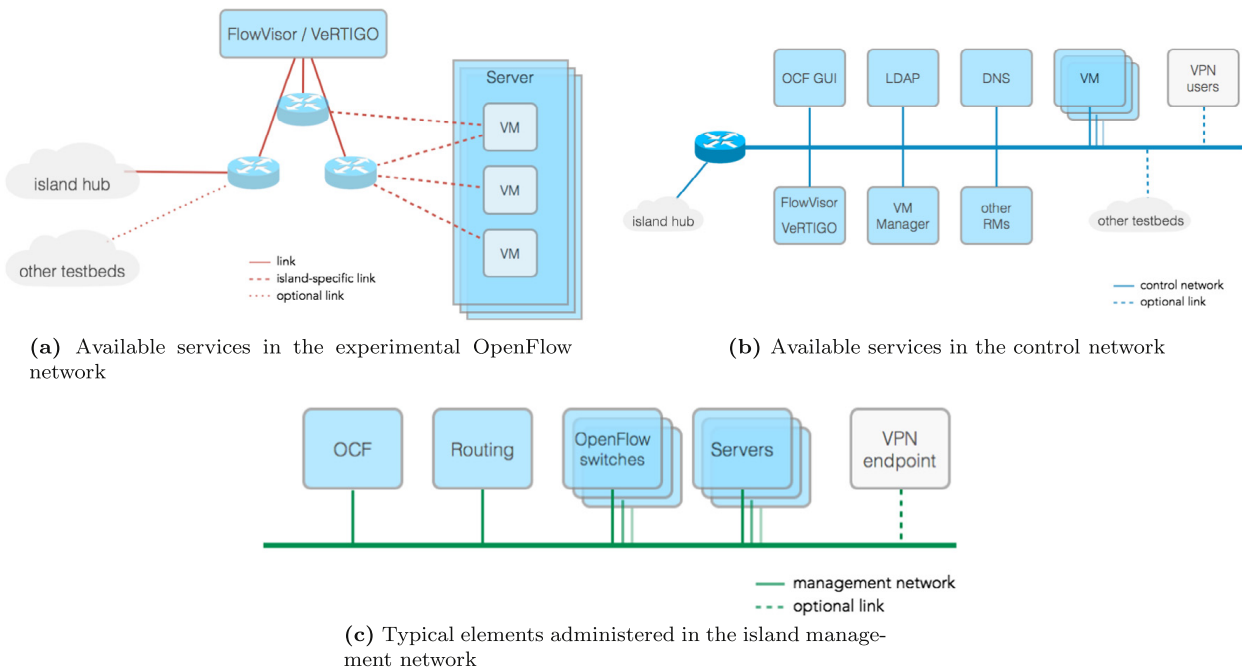 FlowVisor / VeRTIGO
Server
VM
VM
VM
island hub
other testbeds
link
island-specific link
optional link
(a) Available services in the experimental OpenFlow
network
OCF GUI
LDAP
DNS
VM
VPN
users
island hub
FlowVisor
VeRTIGO
VM
Manager
other
RMs
other testbeds
control network
optional link
(b) Available services in the control network
OCF
Routing
OpenFlow
switches
Servers
VPN
endpoint
management network
optional link
(c) Typical elements administered in the island manage-
ment network